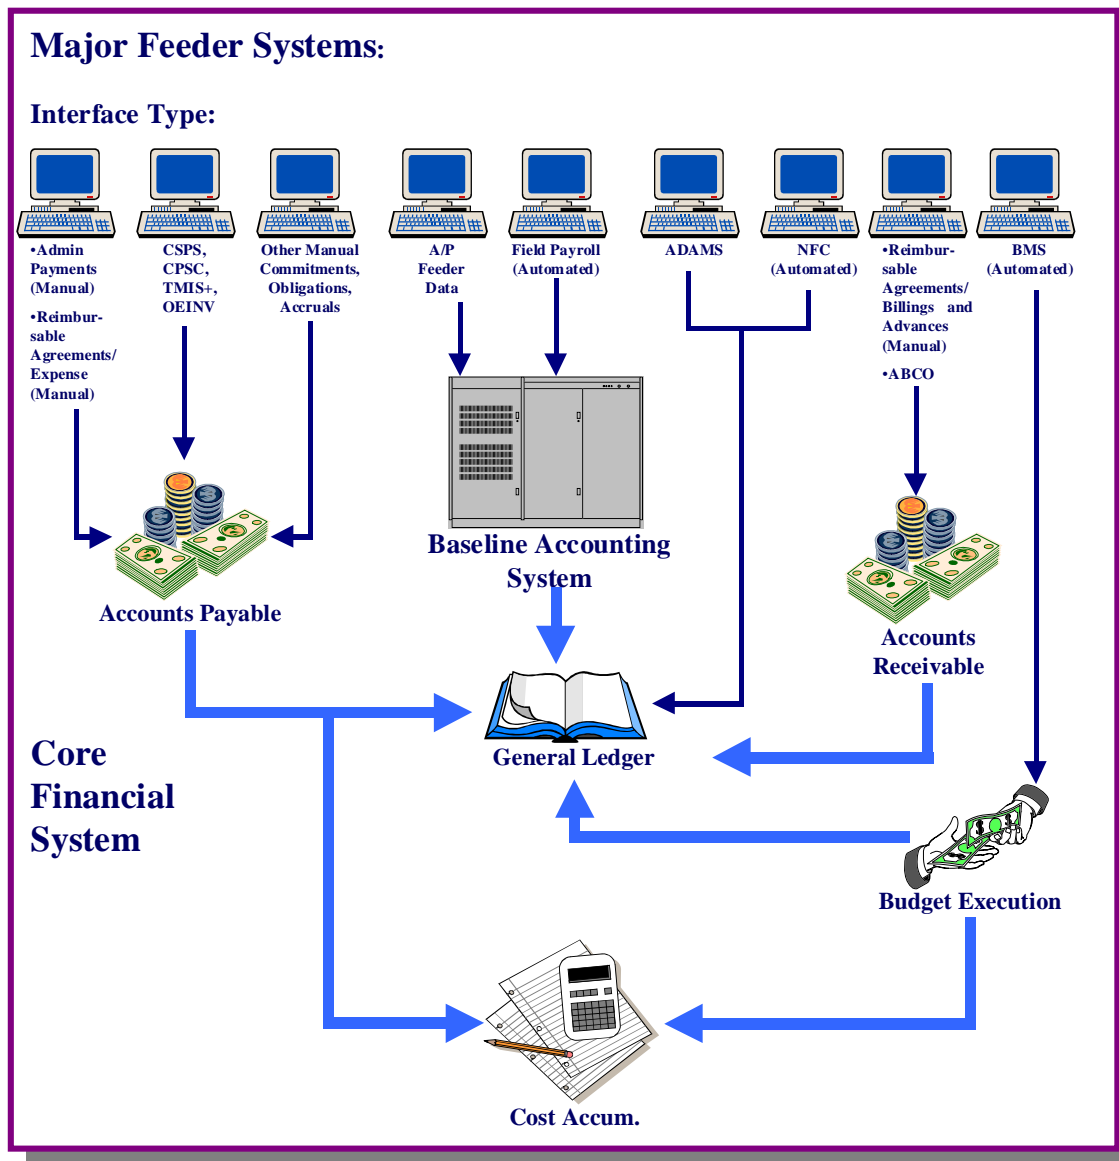 Major Feeder Systems:
Interface Type:
•Admin
Payments
(Manual)
•Reimbur-
sable
Agreements/
Expense
(Manual)
CSPS,
CPSC,
TMIS+,
OEINV
Other Manual
Commitments,
Obligations,
Accruals
A/P
Feeder
Data
Field Payroll
(Automated)
ADAMS
NFC
(Automated)
•Reimbur-
sable
Agreements/
Billings and
Advances
(Manual)
•ABCO
BMS
(Automated)
Baseline Accounting
System
Accounts Payable
Accounts
Receivable
General Ledger
Core
Financial
System
Budget Execution
Cost Accum.